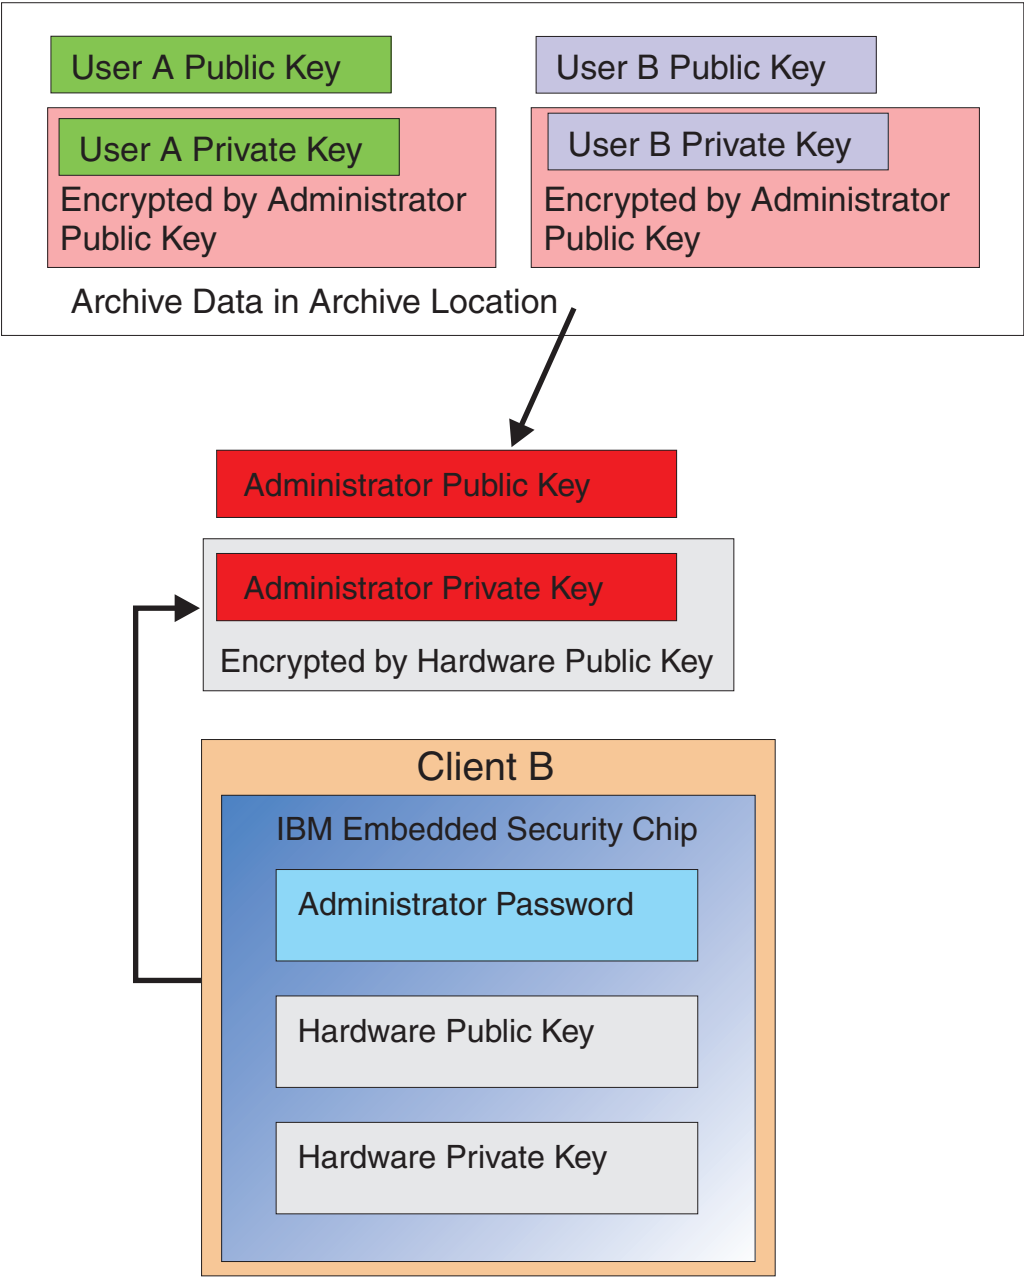 User A Public Key
User B Public Key
User A Private Key
Encrypted by Administrator
Public Key
User B Private Key
Encrypted by Administrator
Public Key
Archive Data in Archive Location
Administrator Public Key
Administrator Private Key
Encrypted by Hardware Public Key
Client B
IBM Embedded Security Chip
Administrator Password
Hardware Public Key
Hardware Private Key